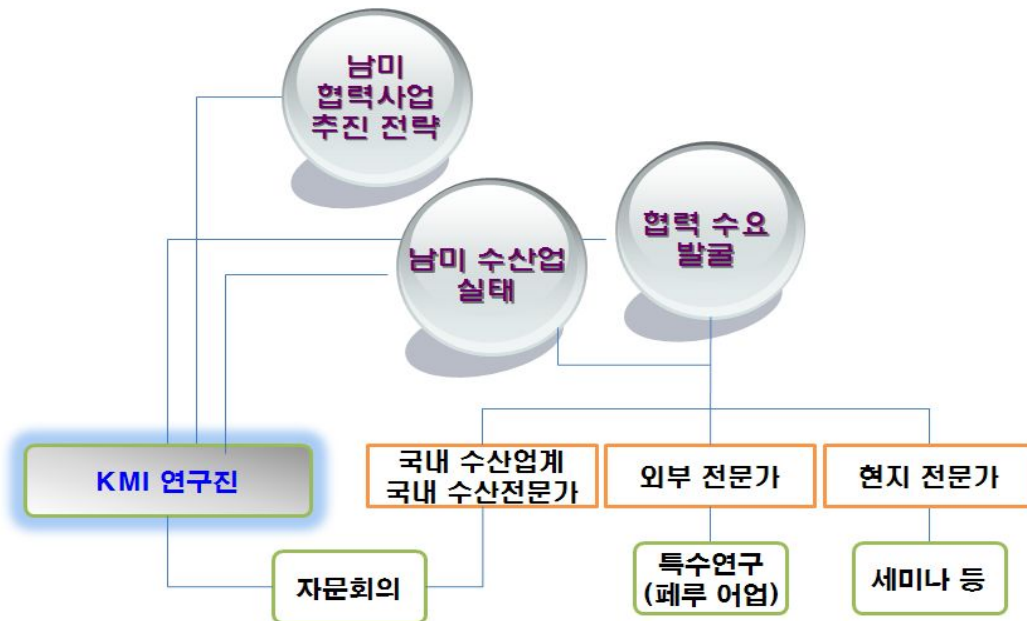 남미
협력사업
추진 전략
협력 수요
발굴
남미 수산업
실태
KMI 연구진
국내 수산업계
국내 수산전문가
외부 전문가
현지 전문가
자문회의
특수연구
(페루 어업)
세미나 등